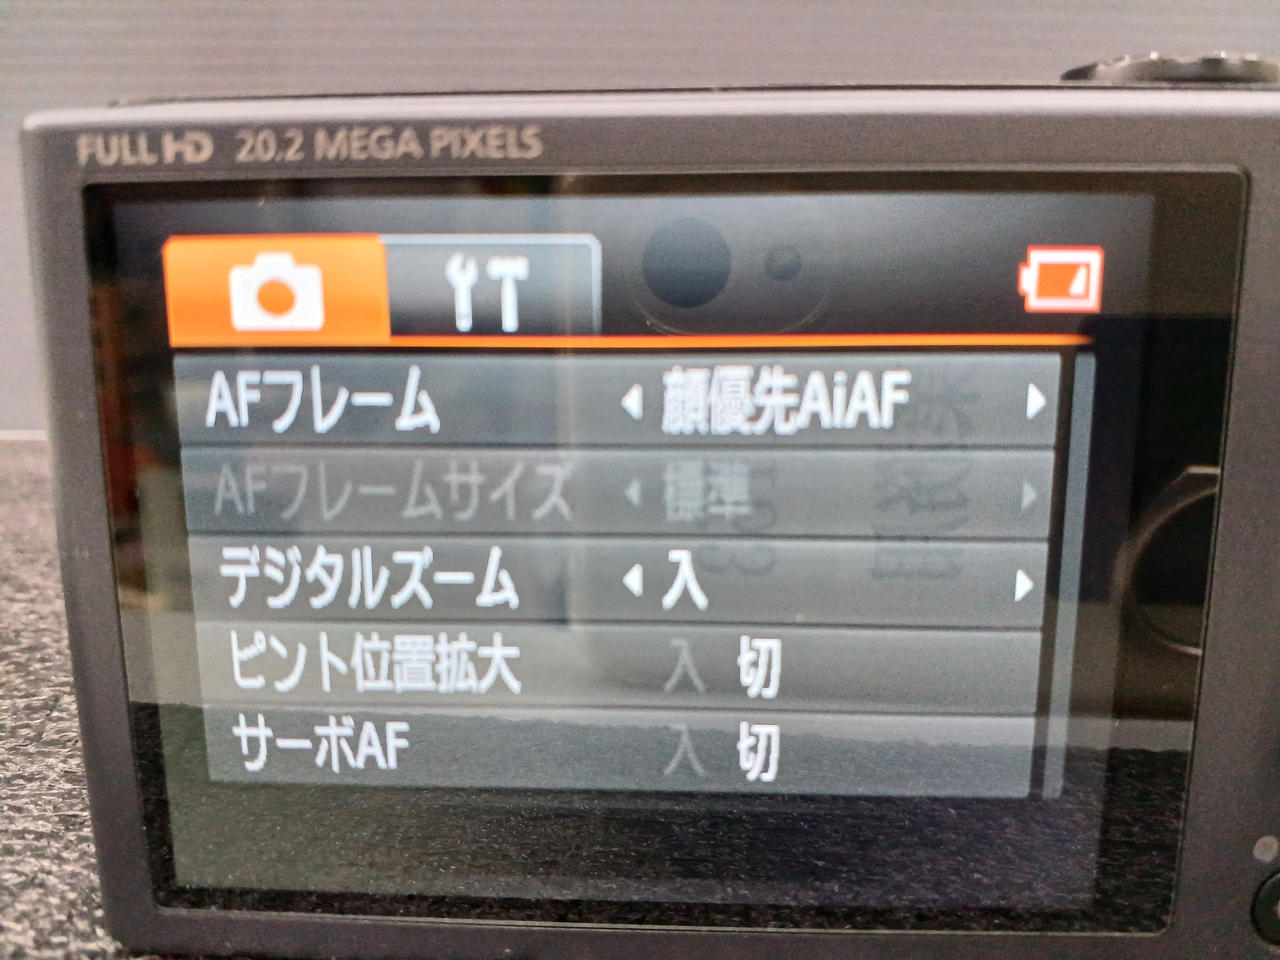 FULL HD 20.2 MEGA PIXELS
AFフレーム 顔優先AiAF
AFフレームサイズ 標準
デジタルズーム 入
ピント位置拡大 入 切
サーボAF 入 切